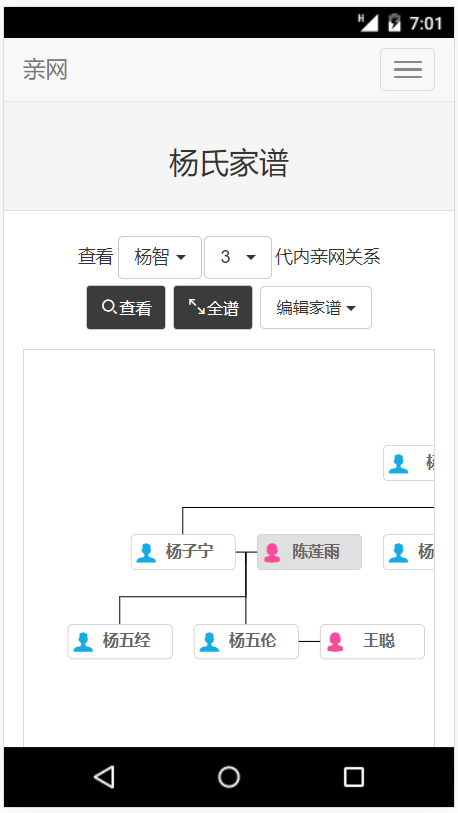 H 7:01
亲网
杨氏家谱
查看 杨智 3 代内亲网关系
查看 全谱 编辑家谱
杨
杨子宁 陈莲雨 杨
杨五经 杨五伦 王聪